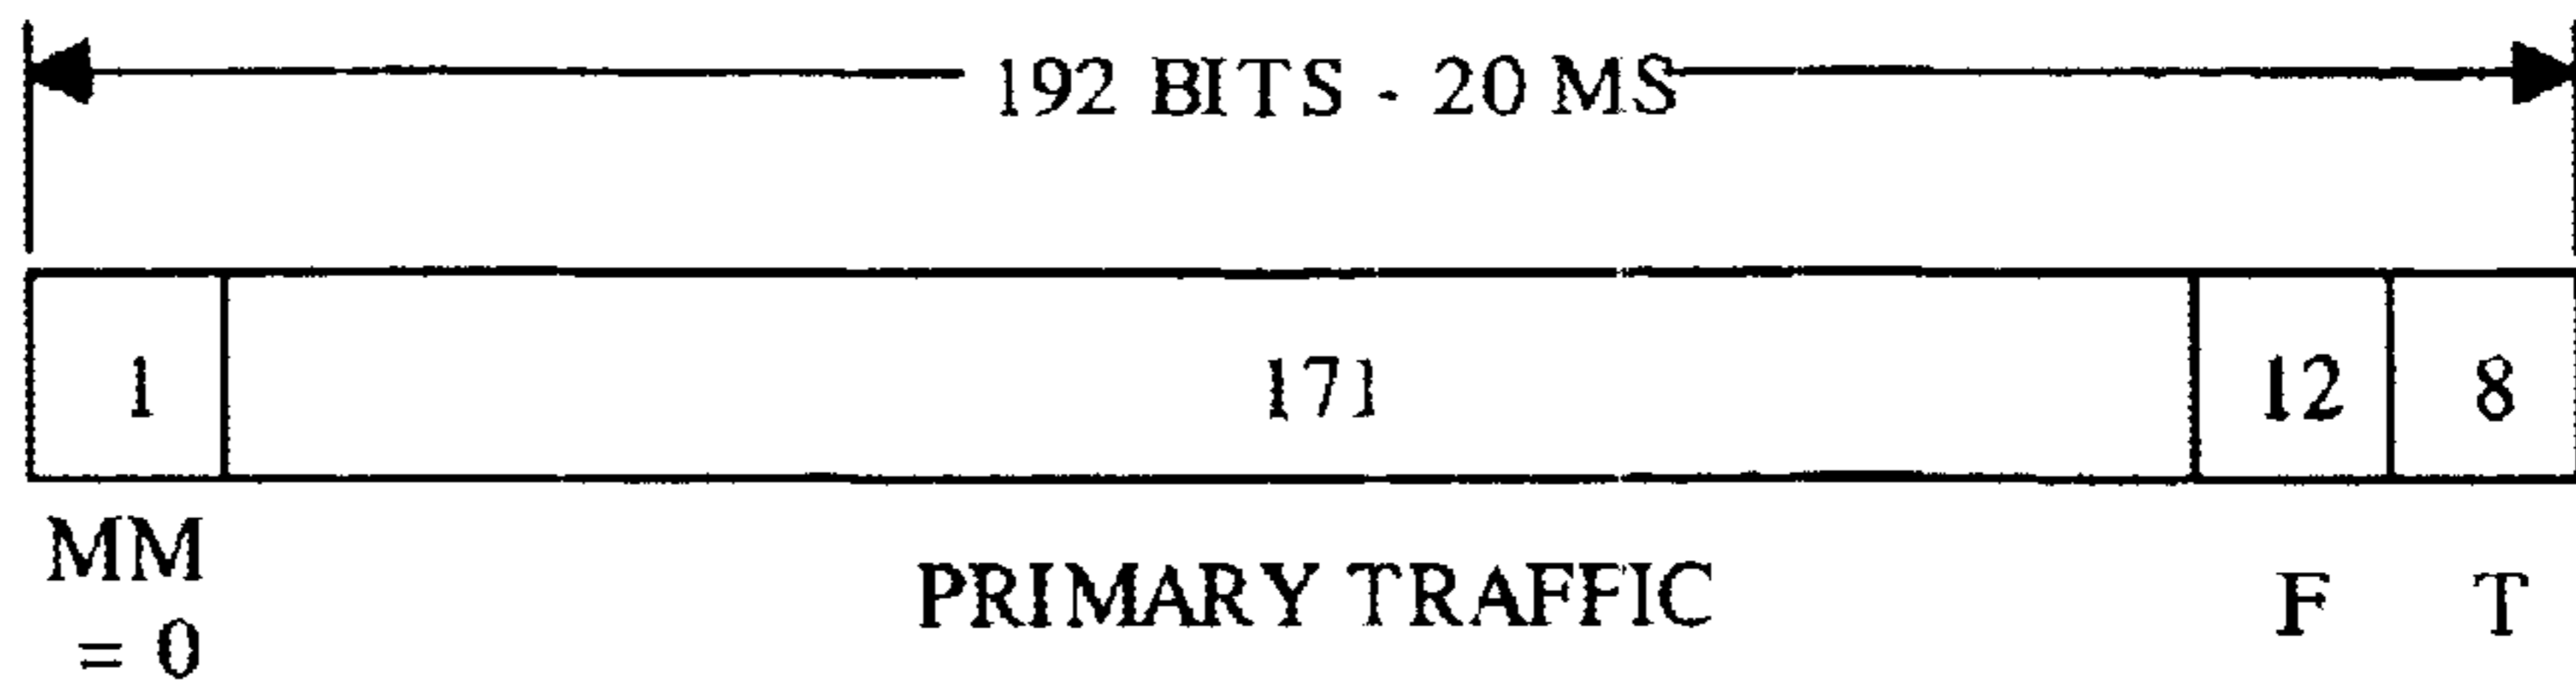 192 BITS - 20 MS
1 171 12 8
MM PRIMARY TRAFFIC F T
= 0